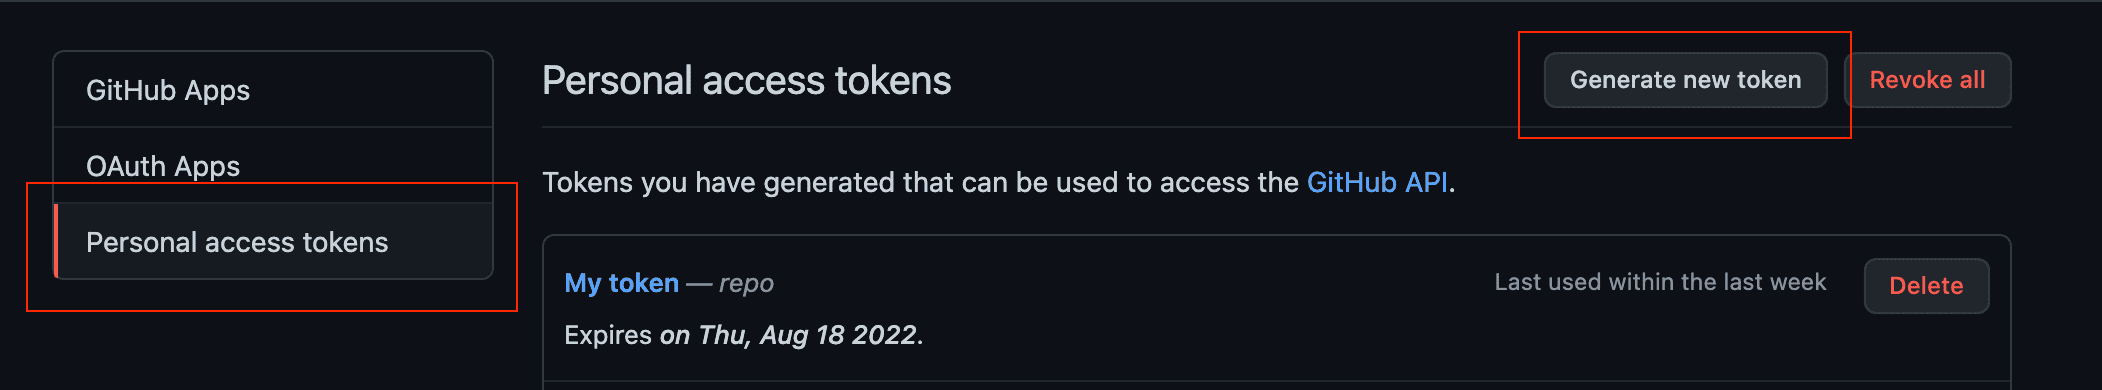 GitHub Apps
OAuth Apps
Personal access tokens
Personal access tokens
Generate new token
Revoke all
Tokens you have generated that can be used to access the GitHub API.
My token — repo
Last used within the last week
Delete
Expires on Thu, Aug 18 2022.